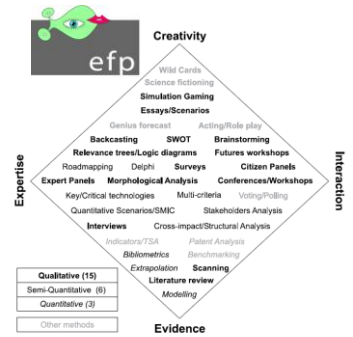 efp
Creativity
Wild Cards
Science fictioning
Simulation Gaming
Essays/Scenarios
Genius forecast Acting/Role play
Backcasting SWOT Brainstorming
Relevance trees/Logic diagrams Futures workshops
Roadmapping Delphi Surveys Citizen Panels
Expert Panels Morphological Analysis Conferences/Workshops
Key/Critical technologies Multi-criteria Voting/Polling
Quantitative Scenarios/SMIC Stakeholders Analysis
Interviews Cross-impact/Structural Analysis
Indicators/TSA Patent Analysis
Bibliometrics Benchmarking
Extrapolation Scanning
Literature review
Modelling
Expertise
Interaction
Evidence
Qualitative (15)
Semi-Quantitative (6)
Quantitative (3)
Other methods